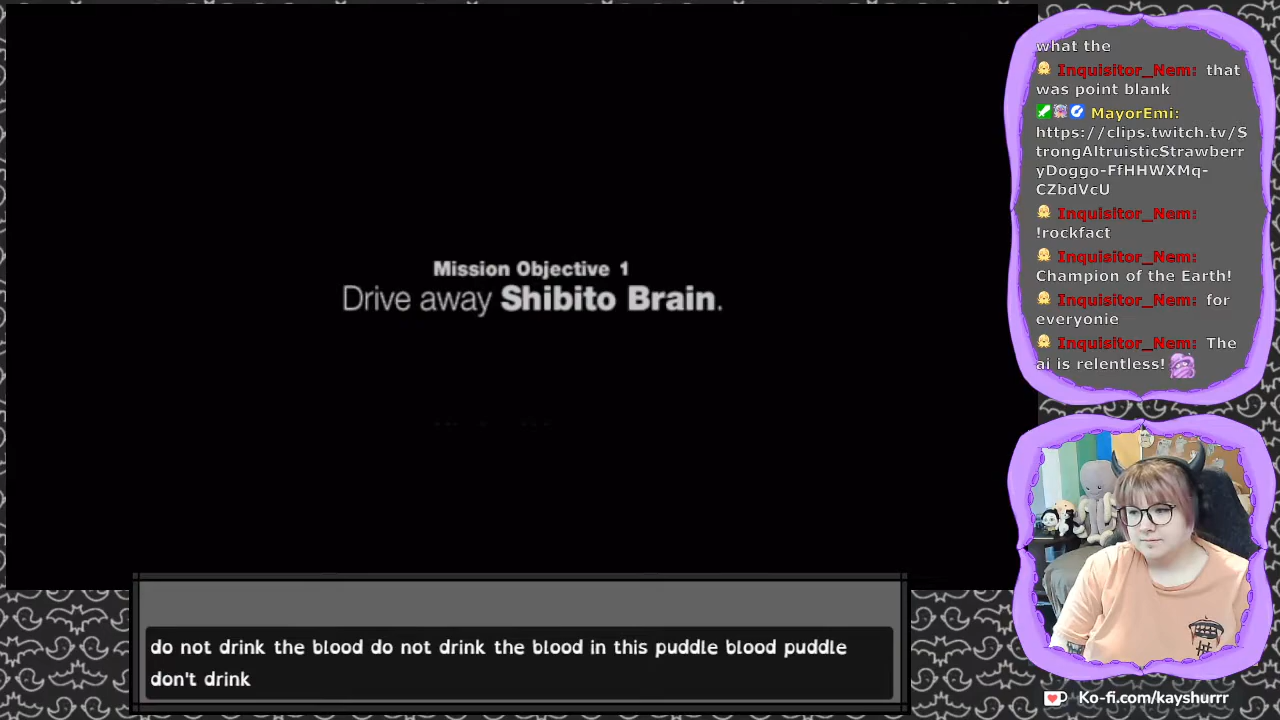 what the
Inquisitor_Nem: that
was point blank
MayorEmi:
https://clips.twitch.tv/S
trongAltruisticStrawberr
yDoggo-FfHHWXMq-
CZbdVcU
Inquisitor_Nem:
!rockfact
Inquisitor_Nem:
Champion of the Earth!
Inquisitor_Nem: for
everyonie
Inquisitor_Nem: The
ai is relentless!
Mission Objective 1
Drive away Shibito Brain.
do not drink the blood do not drink the blood in this puddle blood puddle
don't drink
Ko-fi.com/kayshurrr